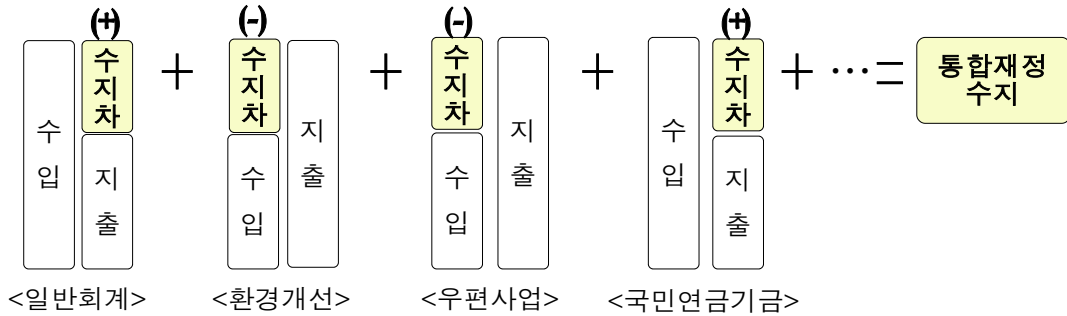 (+) (-) (-) (+)
수입 수지차 지출 + 수지차 수입 지출 + 수지차 수입 지출 + 수입 수지차 지출 + ⋯ = 통합재정
수지
<일반회계> <환경개선> <우편사업> <국민연금기금>